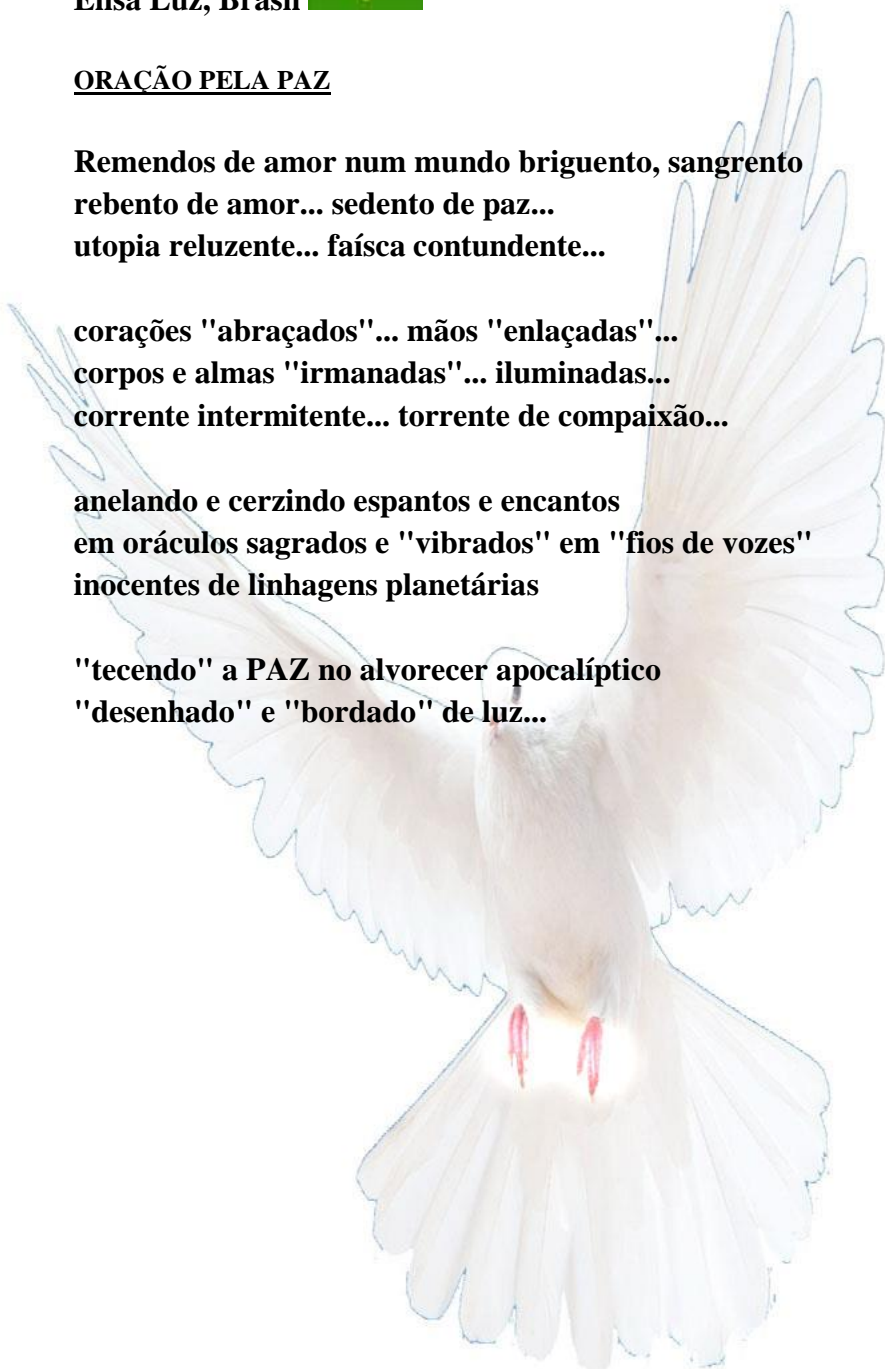 Elisa Luz, Brasil
ORAÇÃO PELA PAZ
Remendos de amor num mundo briguento, sangrento
rebento de amor... sedento de paz...
utopia reluzente... faísca contundente...
corações "abraçados"... mãos "enlaçadas"...
corpos e almas "irmanadas"... iluminadas...
corrente intermitente... torrente de compaixão...
anelando e cerzindo espantos e encantos
em oráculos sagrados e "vibrados" em "fios de vozes"
inocentes de linhagens planetárias
"tecendo" a PAZ no alvorecer apocalíptico
"desenhado" e "bordado" de luz...